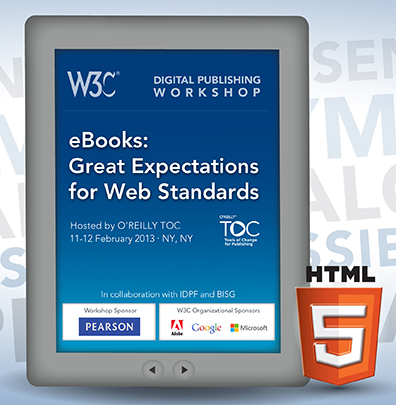 W3C®
DIGITAL PUBLISHING
WORKSHOP
eBooks:
Great Expectations
for Web Standards
Hosted by O'REILLY TOC
11-12 February 2013 · NY, NY
O'REILLY®
TOC
Tools of Change
for Publishing
In collaboration with IDPF and BISG
Workshop Sponsor
PEARSON
W3C Organizational Sponsors
Adobe
Google
Microsoft
HTML
5